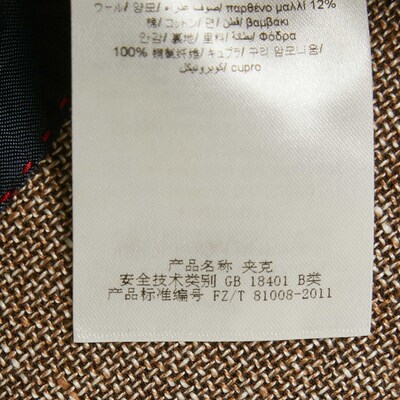 ウール/ 양모/ صوف عذراء/ παρθένο μαλλί 12%
棉/ コットン/ 면/ قطن/ βαμβάκι
안감/ 裏地/ 里料/ بطانة/ Φόδρα
100% 铜氨纤维/ キュプラ/ 구리 암모니움/
كوبرونيكل/ cupro
产品名称 夹克
安全技术类别 GB 18401 B类
产品标准编号 FZ/T 81008-2011